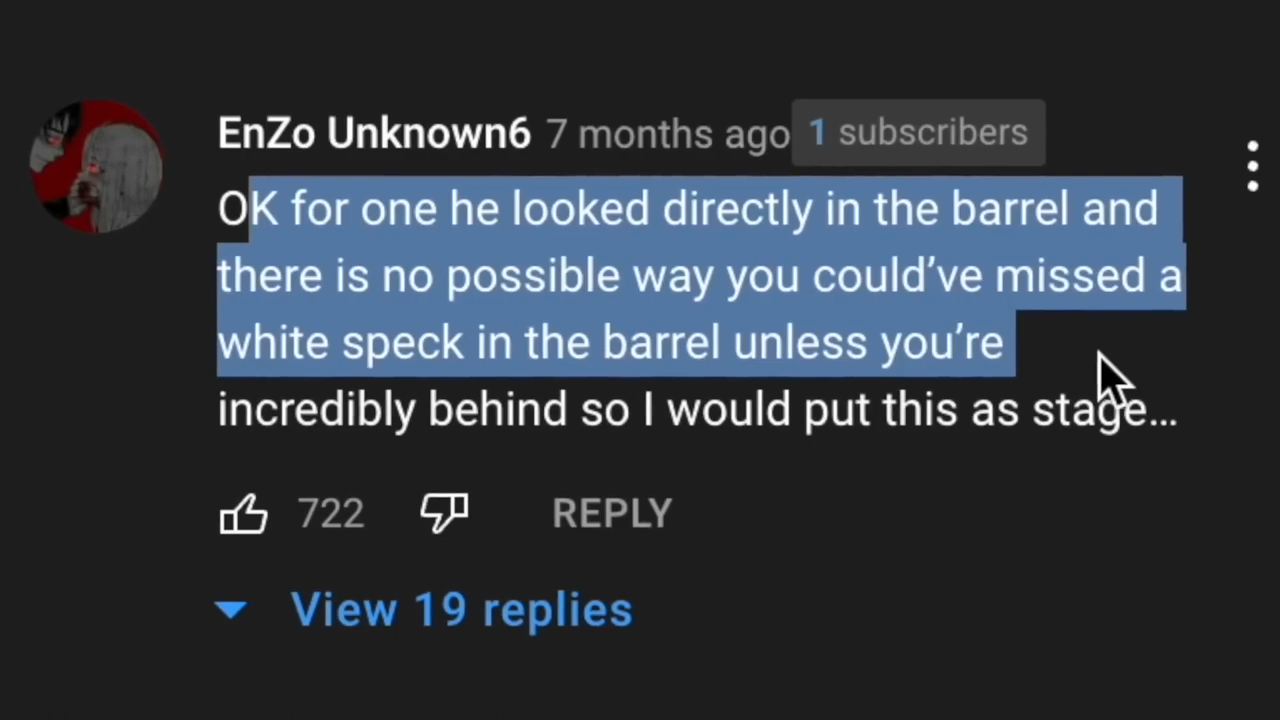 EnZo Unknown6 7 months ago 1 subscribers
OK for one he looked directly in the barrel and
there is no possible way you could’ve missed a
white speck in the barrel unless you’re
incredibly behind so I would put this as stage…
722 REPLY
View 19 replies